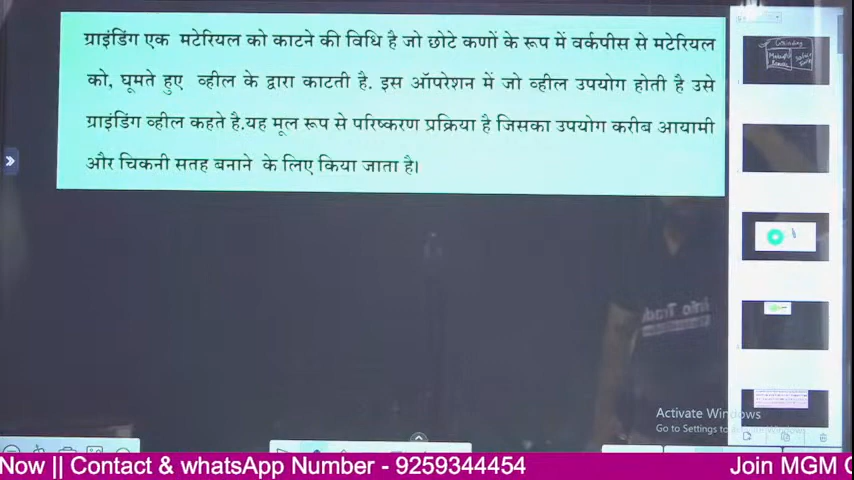 ग्राइंडिंग एक मटेरियल को काटने की विधि है जो छोटे कणों के रूप में वर्कपीस से मटेरियल
को, घूमते हुए व्हील के द्वारा काटती है. इस ऑपरेशन में जो व्हील उपयोग होती है उसे
ग्राइंडिंग व्हील कहते है.यह मूल रूप से परिष्करण प्रक्रिया है जिसका उपयोग करीब आयामी
और चिकनी सतह बनाने के लिए किया जाता है।
Activate Windows
Go to Settings to
Now || Contact & whatsApp Number - 9259344454
Join MGM